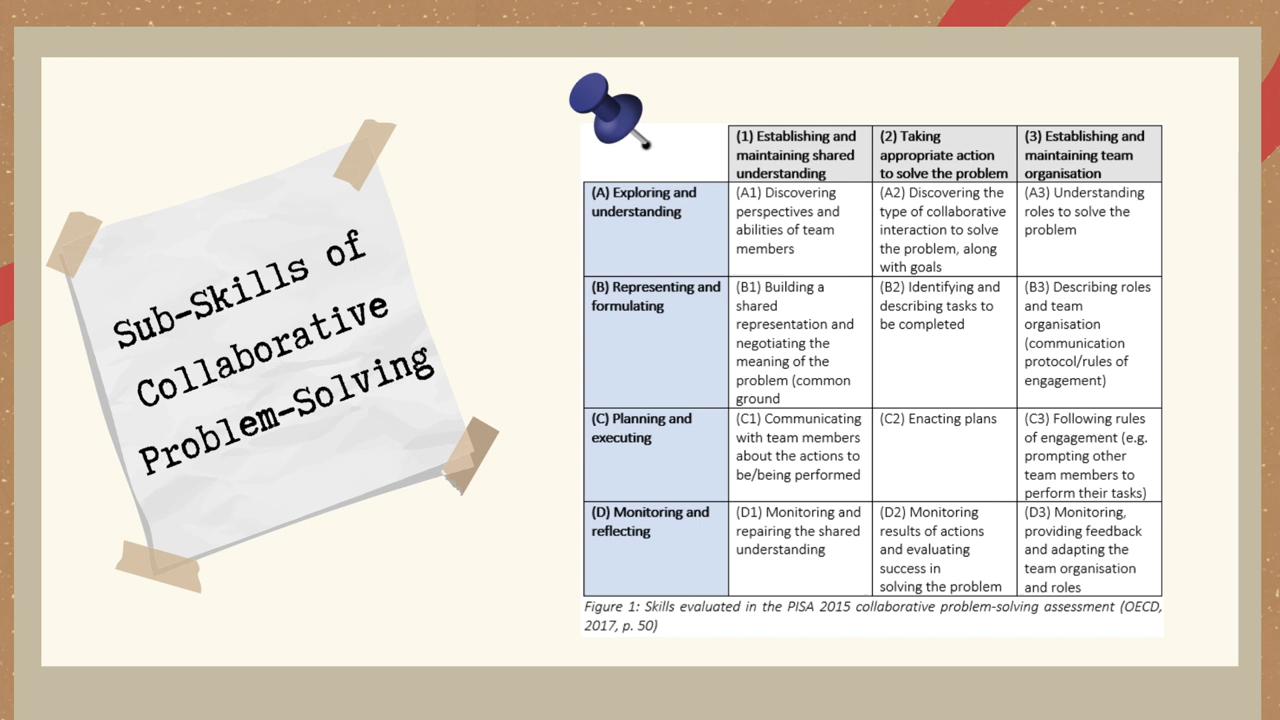 Sub-Skills of
Collaborative
Problem-Solving
(1) Establishing and
maintaining shared
understanding
(2) Taking
appropriate action
to solve the problem
(3) Establishing and
maintaining team
organisation
(A) Exploring and
understanding
(A1) Discovering
perspectives and
abilities of team
members
(A2) Discovering the
type of collaborative
interaction to solve
the problem, along
with goals
(A3) Understanding
roles to solve the
problem
(B) Representing and
formulating
(B1) Building a
shared
representation and
negotiating the
meaning of the
problem (common
ground
(B2) Identifying and
describing tasks to
be completed
(B3) Describing roles
and team
organisation
(communication
protocol/rules of
engagement)
(C) Planning and
executing
(C1) Communicating
with team members
about the actions to
be/being performed
(C2) Enacting plans
(C3) Following rules
of engagement (e.g.
prompting other
team members to
perform their tasks)
(D) Monitoring and
reflecting
(D1) Monitoring and
repairing the shared
understanding
(D2) Monitoring
results of actions
and evaluating
success in
solving the problem
(D3) Monitoring,
providing feedback
and adapting the
team organisation
and roles
Figure 1: Skills evaluated in the PISA 2015 collaborative problem-solving assessment (OECD,
2017, p. 50)